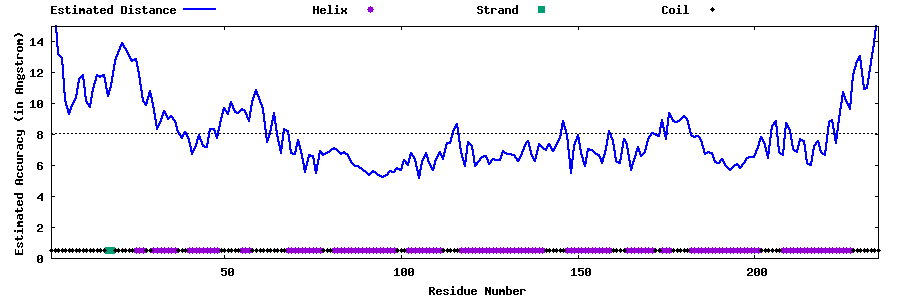 Estimated Distance Helix Strand Coil
Estimated Accuracy (in Angstrom)
14
12
10
8
6
4
2
0
50 100 150 200
Residue Number